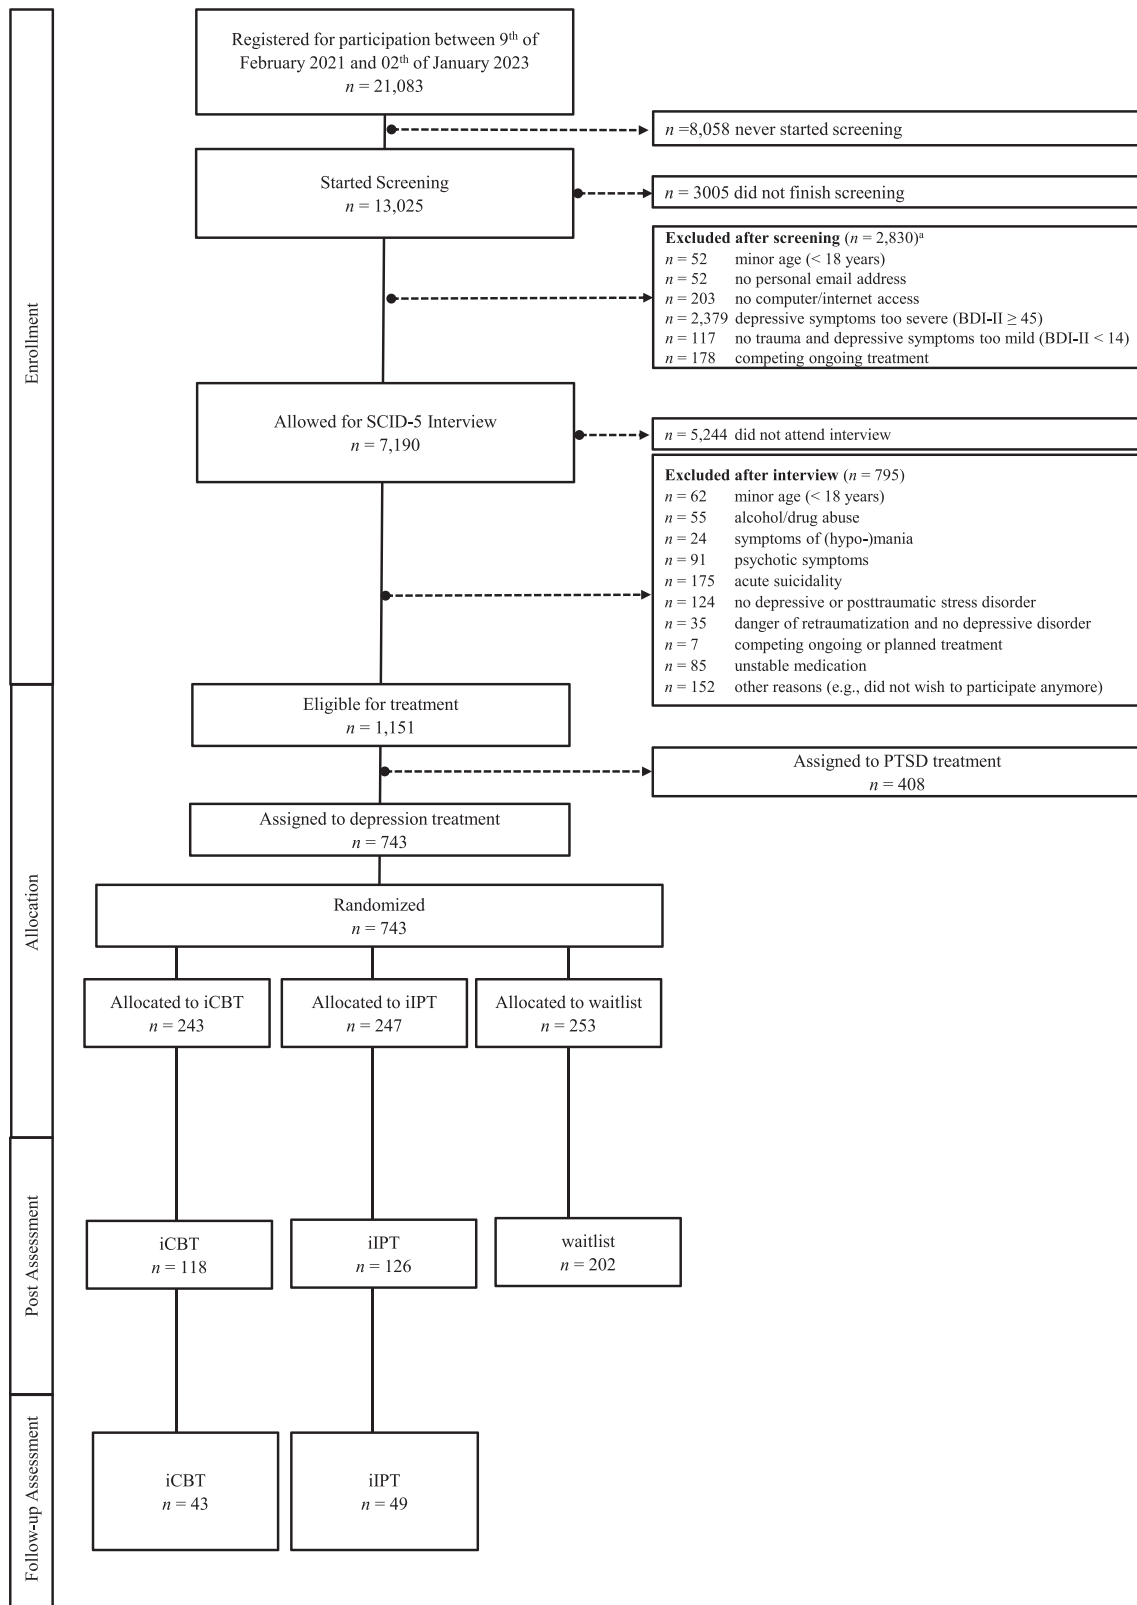 Registered for participation between 9th of
February 2021 and 02th of January 2023
n = 21,083
n =8,058 never started screening
Started Screening
n = 13,025
n = 3005 did not finish screening
Excluded after screening (n = 2,830)a
n = 52 minor age (< 18 years)
n = 52 no personal email address
n = 203 no computer/internet access
n = 2,379 depressive symptoms too severe (BDI-II ≥ 45)
n = 117 no trauma and depressive symptoms too mild (BDI-II < 14)
n = 178 competing ongoing treatment
Enrollment
Allowed for SCID-5 Interview
n = 7,190
n = 5,244 did not attend interview
Excluded after interview (n = 795)
n = 62 minor age (< 18 years)
n = 55 alcohol/drug abuse
n = 24 symptoms of (hypo-)mania
n = 91 psychotic symptoms
n = 175 acute suicidality
n = 124 no depressive or posttraumatic stress disorder
n = 35 danger of retraumatization and no depressive disorder
n = 7 competing ongoing or planned treatment
n = 85 unstable medication
n = 152 other reasons (e.g., did not wish to participate anymore)
Eligible for treatment
n = 1,151
Assigned to PTSD treatment
n = 408
Assigned to depression treatment
n = 743
Allocation
Randomized
n = 743
Allocated to iCBT
n = 243
Allocated to iIPT
n = 247
Allocated to waitlist
n = 253
Post Assessment
iCBT
n = 118
iIPT
n = 126
waitlist
n = 202
Follow-up Assessment
iCBT
n = 43
iIPT
n = 49